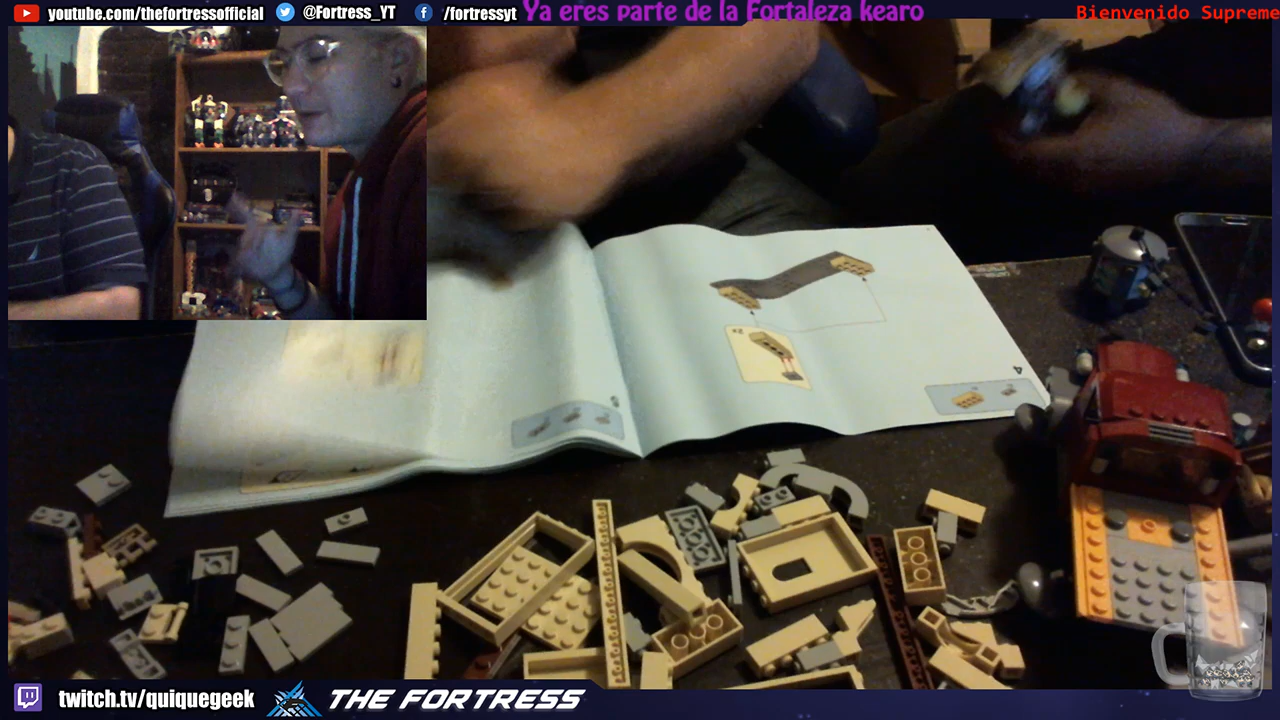 youtube.com/thefortressofficial @Fortress_YT /fortressyt Ya eres parte de la Fortaleza kearo Bienvenido Supreme
4
twitch.tv/quiquegeek THE FORTRESS